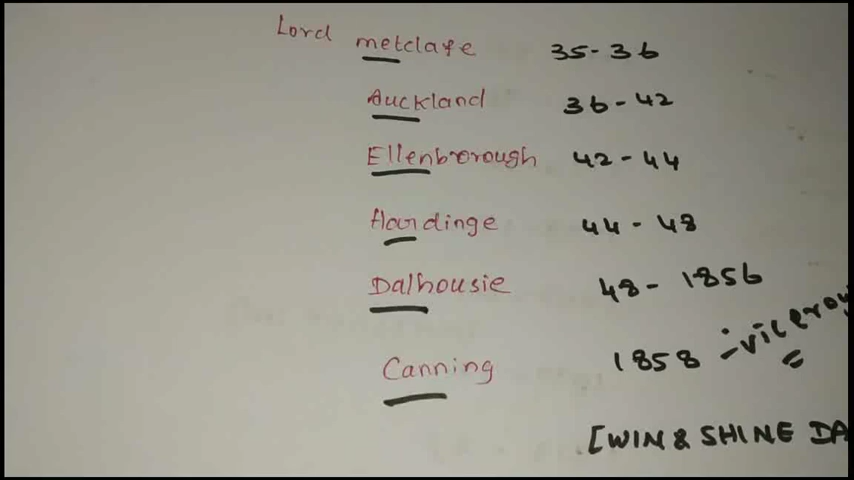 Lord metclafe 35-36
Auckland 36-42
Ellenbrorough 42-44
Hardinge 44-48
Dalhousie 48-1856
Canning 1858 - viceroy
[WIN & SHINE DA